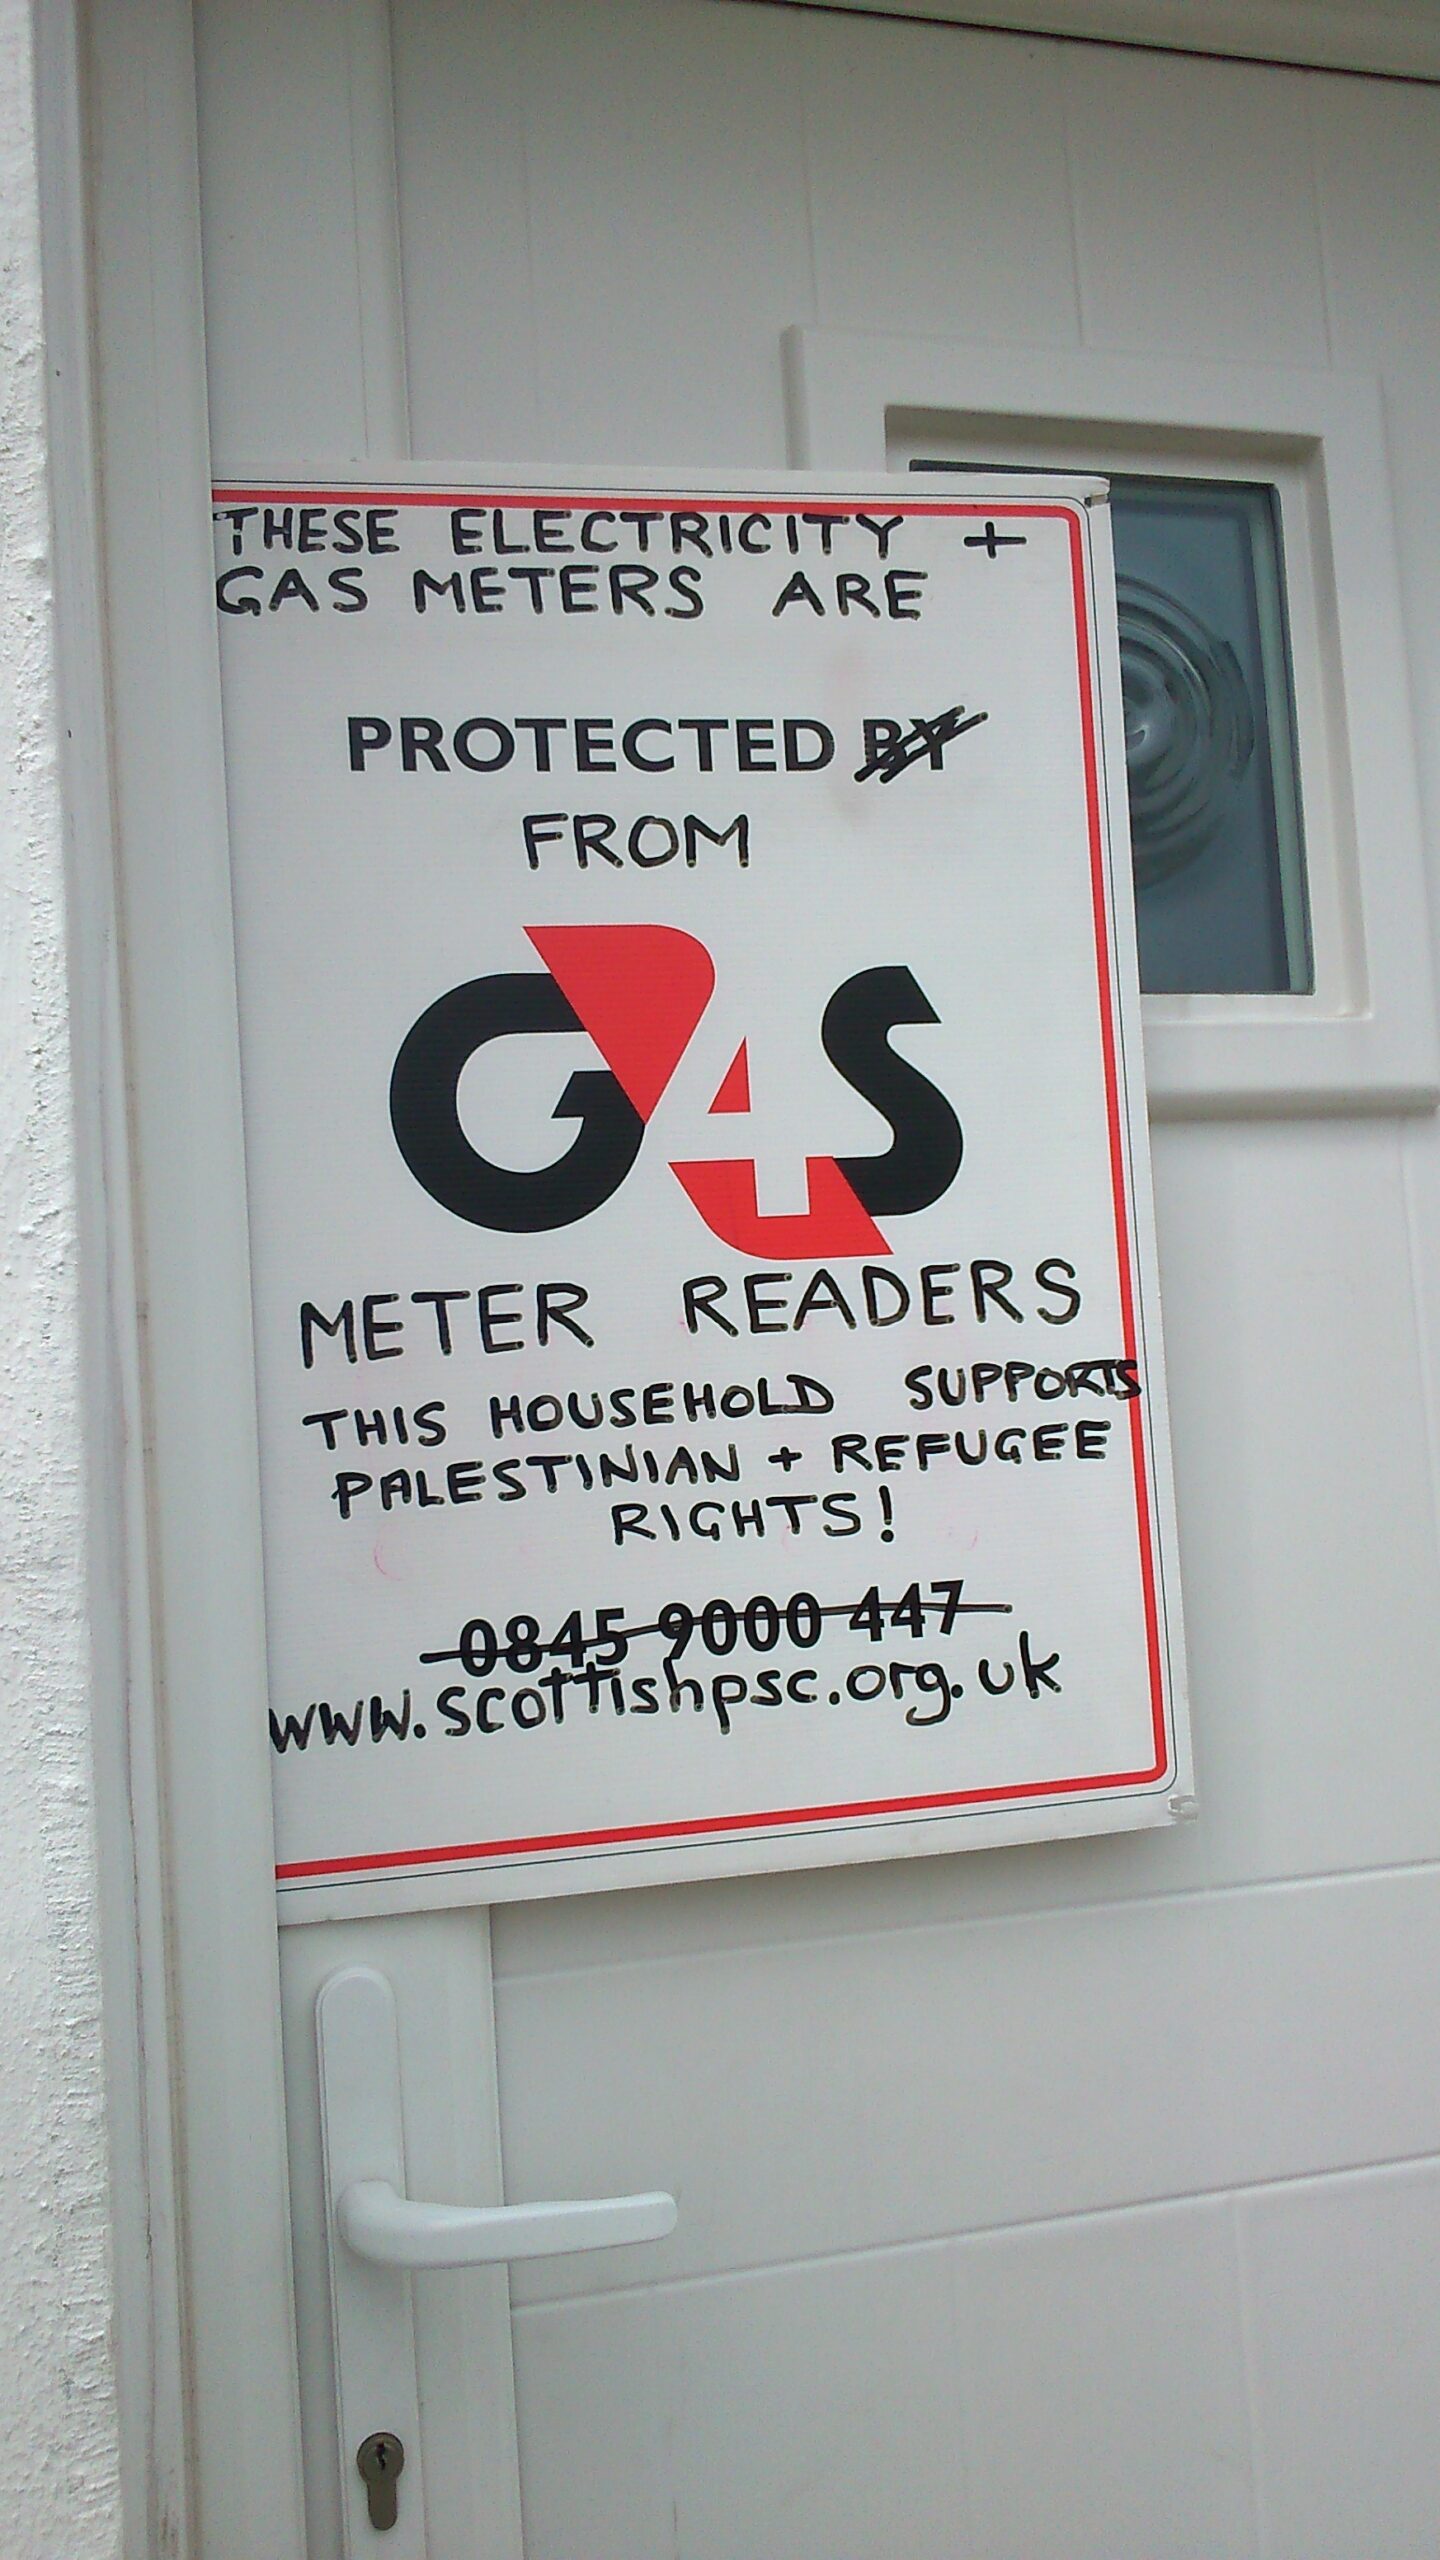 THESE ELECTRICITY +
GAS METERS ARE
PROTECTED BY
FROM
G4S
METER READERS
THIS HOUSEHOLD SUPPORTS
PALESTINIAN + REFUGEE
RIGHTS!
0845 9000 447
www.scottishpsc.org.uk